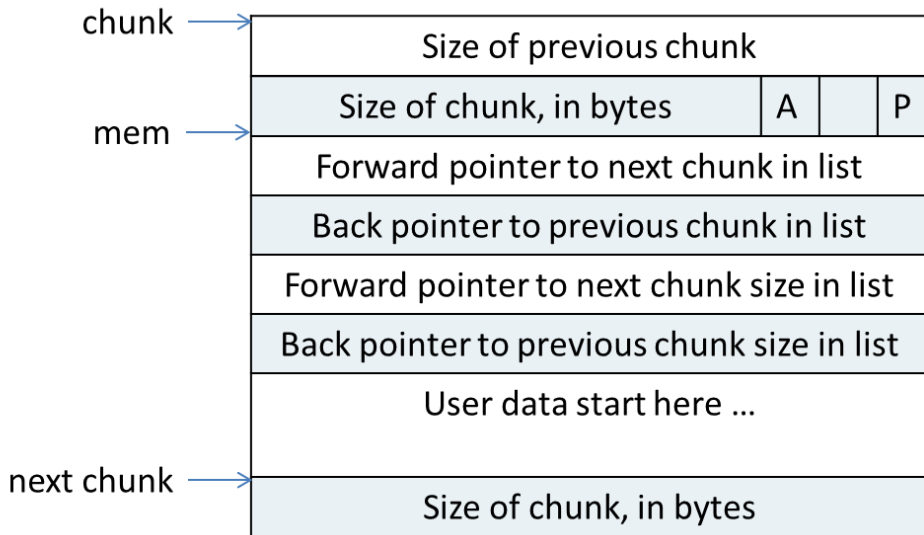 chunk
Size of previous chunk
Size of chunk, in bytes A P
mem
Forward pointer to next chunk in list
Back pointer to previous chunk in list
Forward pointer to next chunk size in list
Back pointer to previous chunk size in list
User data start here ...
next chunk
Size of chunk, in bytes